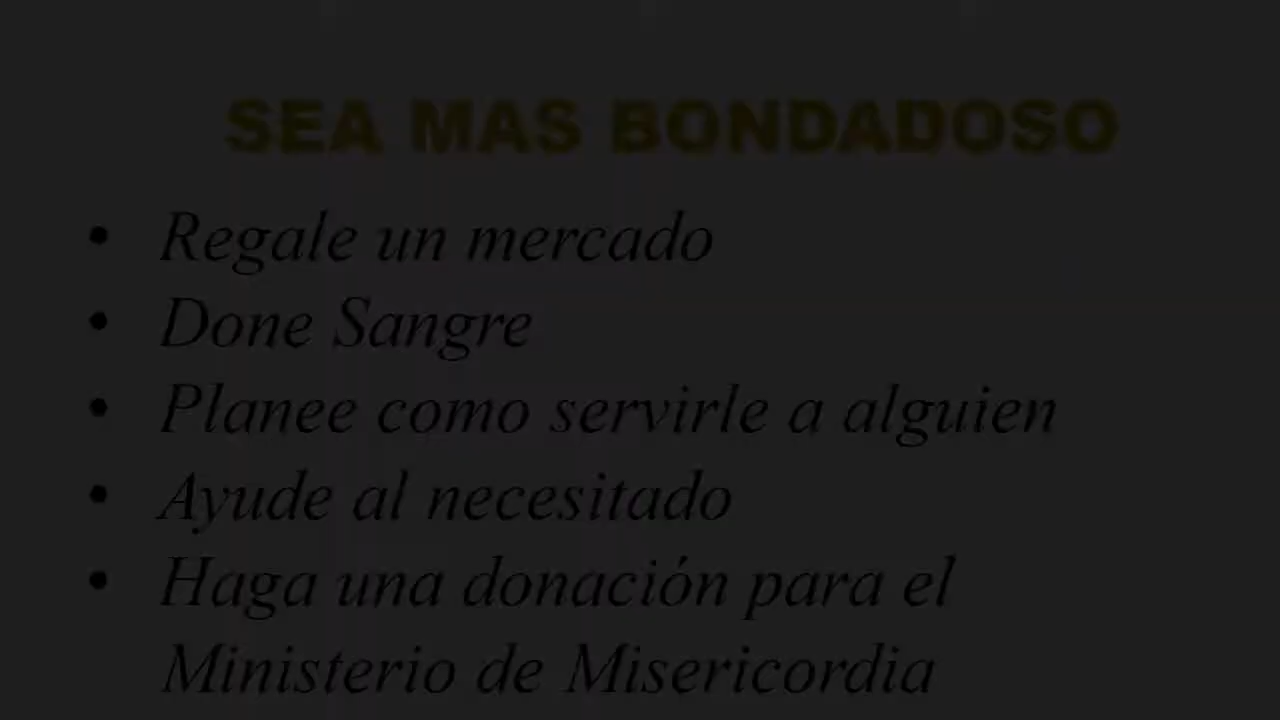 SEA MAS BONDADOSO
• Regale un mercado
• Done Sangre
• Planee como servirle a alguien
• Ayude al necesitado
• Haga una donación para el
Ministerio de Misericordia